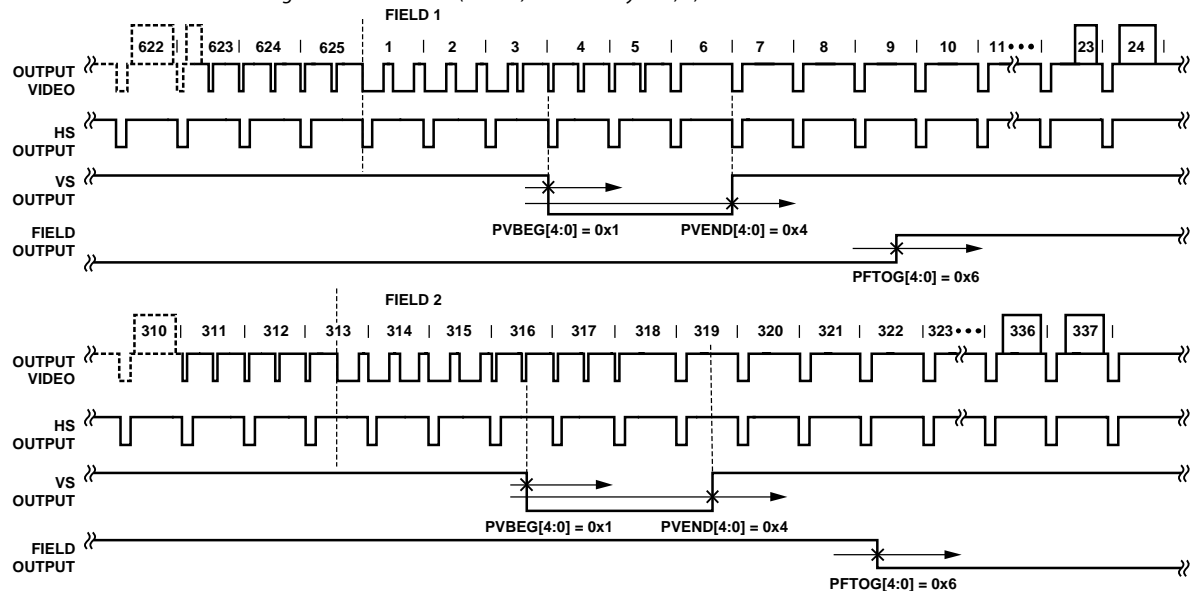 FIELD 1
622 | 623 | 624 | 625 | 1 | 2 | 3 | 4 | 5 | 6 | 7 | 8 | 9 | 10 | 11••• | 23 | 24 |
OUTPUT
VIDEO
HS
OUTPUT
VS
OUTPUT
PVBEG[4:0] = 0x1 PVEND[4:0] = 0x4
FIELD
OUTPUT
PFTOG[4:0] = 0x6
FIELD 2
310 | 311 | 312 | 313 | 314 | 315 | 316 | 317 | 318 | 319 | 320 | 321 | 322 | 323••• | 336 | 337 |
OUTPUT
VIDEO
HS
OUTPUT
VS
OUTPUT
PVBEG[4:0] = 0x1 PVEND[4:0] = 0x4
FIELD
OUTPUT
PFTOG[4:0] = 0x6